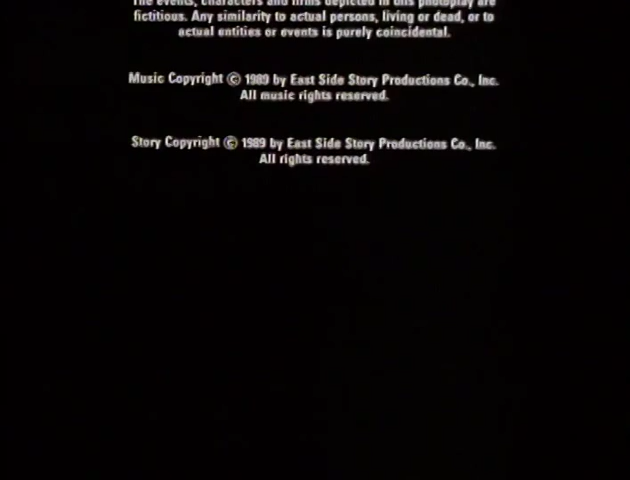 The events, characters and firms depicted in this photoplay are
fictitious. Any similarity to actual persons, living or dead, or to
actual entities or events is purely coincidental.
Music Copyright © 1989 by East Side Story Productions Co., Inc.
All music rights reserved.
Story Copyright © 1989 by East Side Story Productions Co., Inc.
All rights reserved.